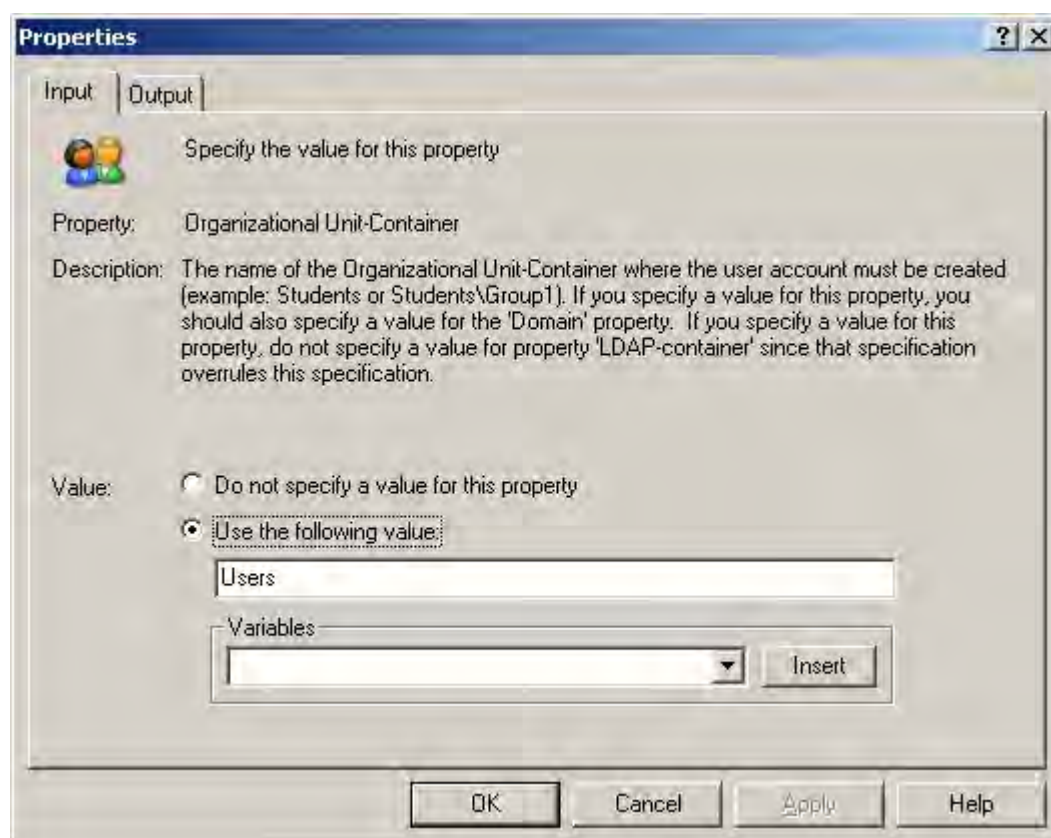 Properties
Input Output
Specify the value for this property
Property: Organizational Unit-Container
Description: The name of the Organizational Unit-Container where the user account must be created
(example: Students or Students\Group1). If you specify a value for this property, you
should also specify a value for the 'Domain' property. If you specify a value for this
property, do not specify a value for property 'LDAP-container' since that specification
overrules this specification.
Value: Do not specify a value for this property
Use the following value:
Users
Variables
Insert
OK Cancel Apply Help